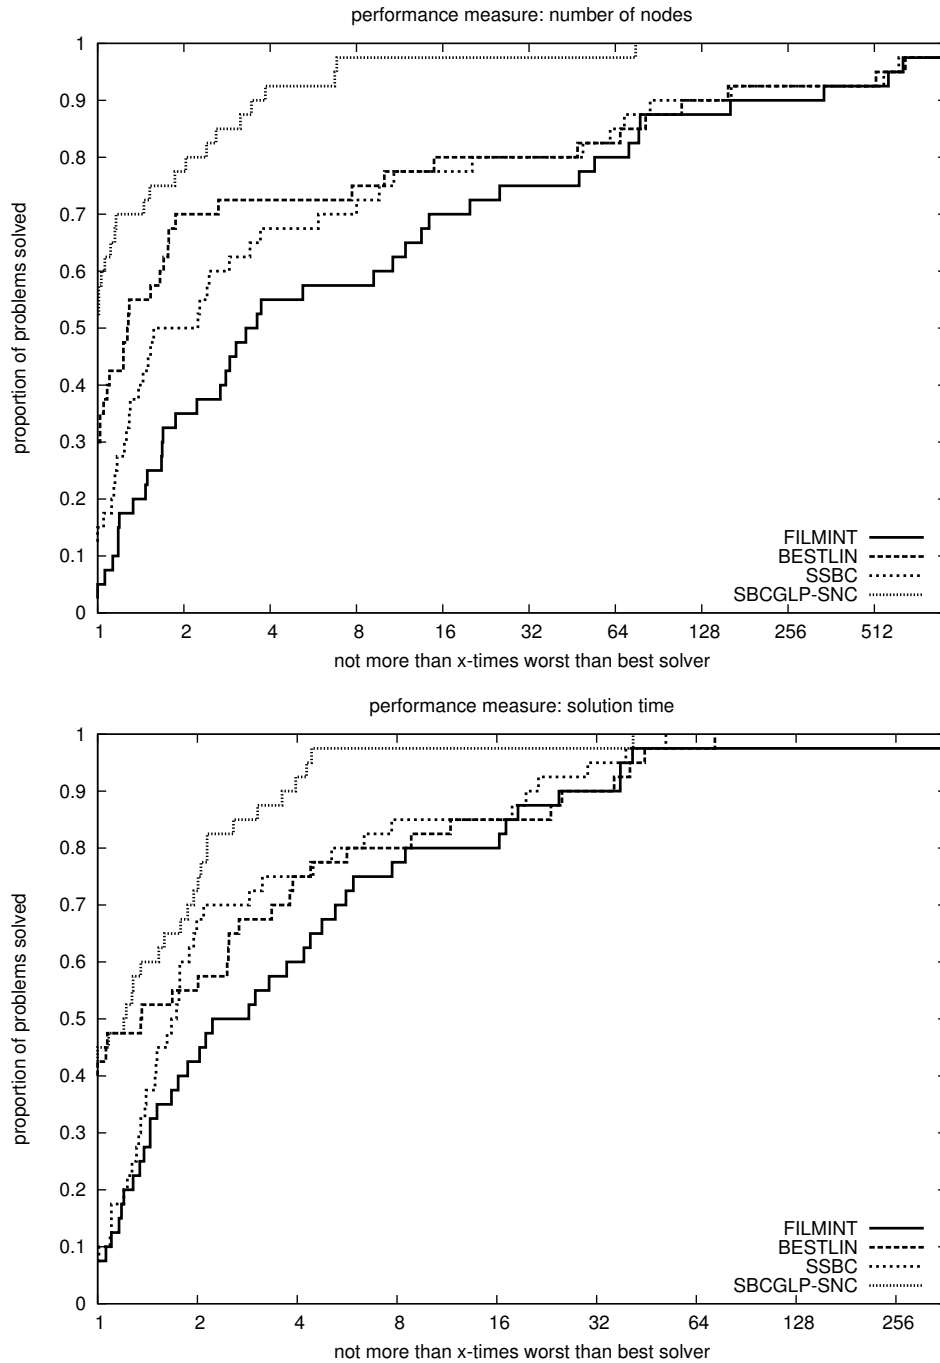 performance measure: number of nodes
1
0.9
0.8
0.7
0.6
0.5
0.4
0.3
0.2
0.1
0
proportion of problems solved
FILMINT
BESTLIN
SSBC
SBCGLP-SNC
1 2 4 8 16 32 64 128 256 512
not more than x-times worst than best solver
performance measure: solution time
1
0.9
0.8
0.7
0.6
0.5
0.4
0.3
0.2
0.1
0
proportion of problems solved
FILMINT
BESTLIN
SSBC
SBCGLP-SNC
1 2 4 8 16 32 64 128 256
not more than x-times worst than best solver